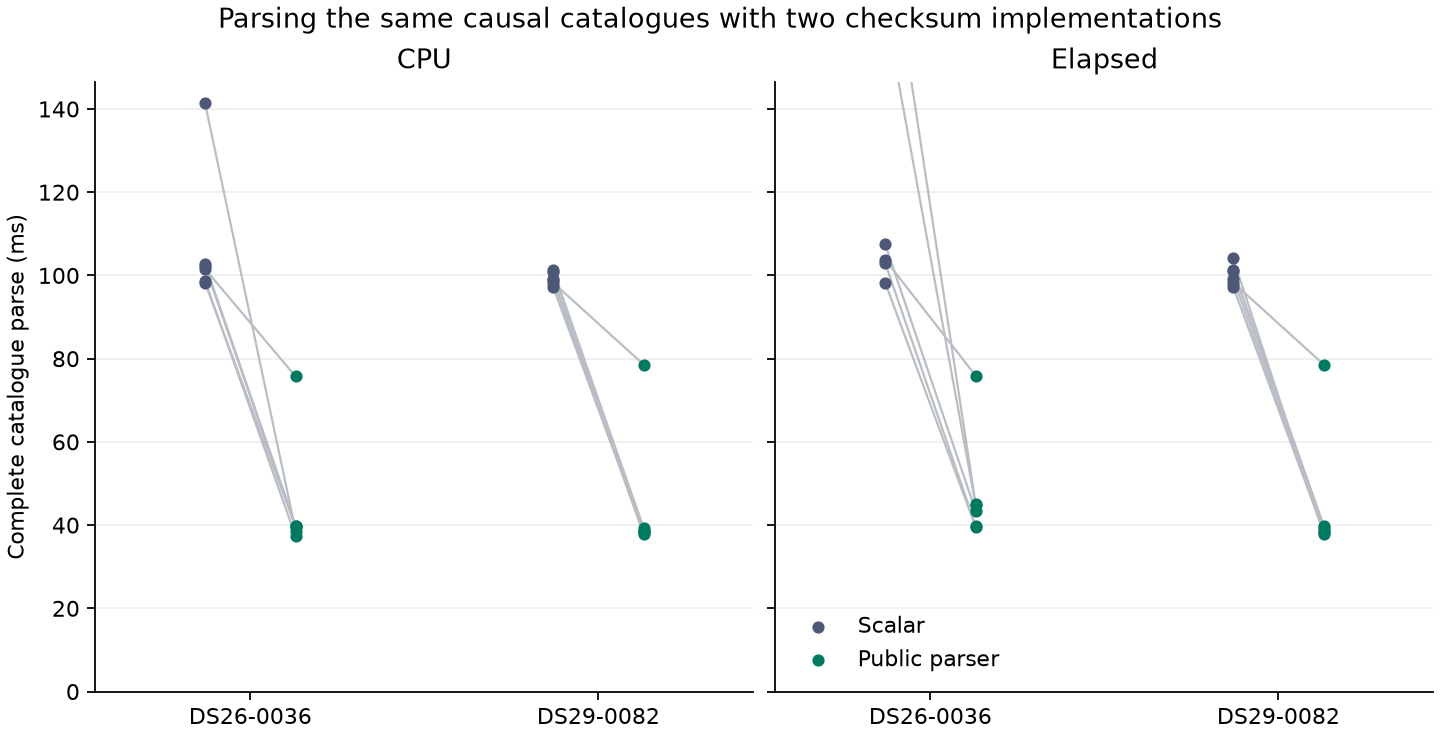 Parsing the same causal catalogues with two checksum implementations
CPU
Elapsed
Complete catalogue parse (ms)
140
120
100
80
60
40
20
0
Scalar
Public parser
DS26-0036
DS29-0082
DS26-0036
DS29-0082